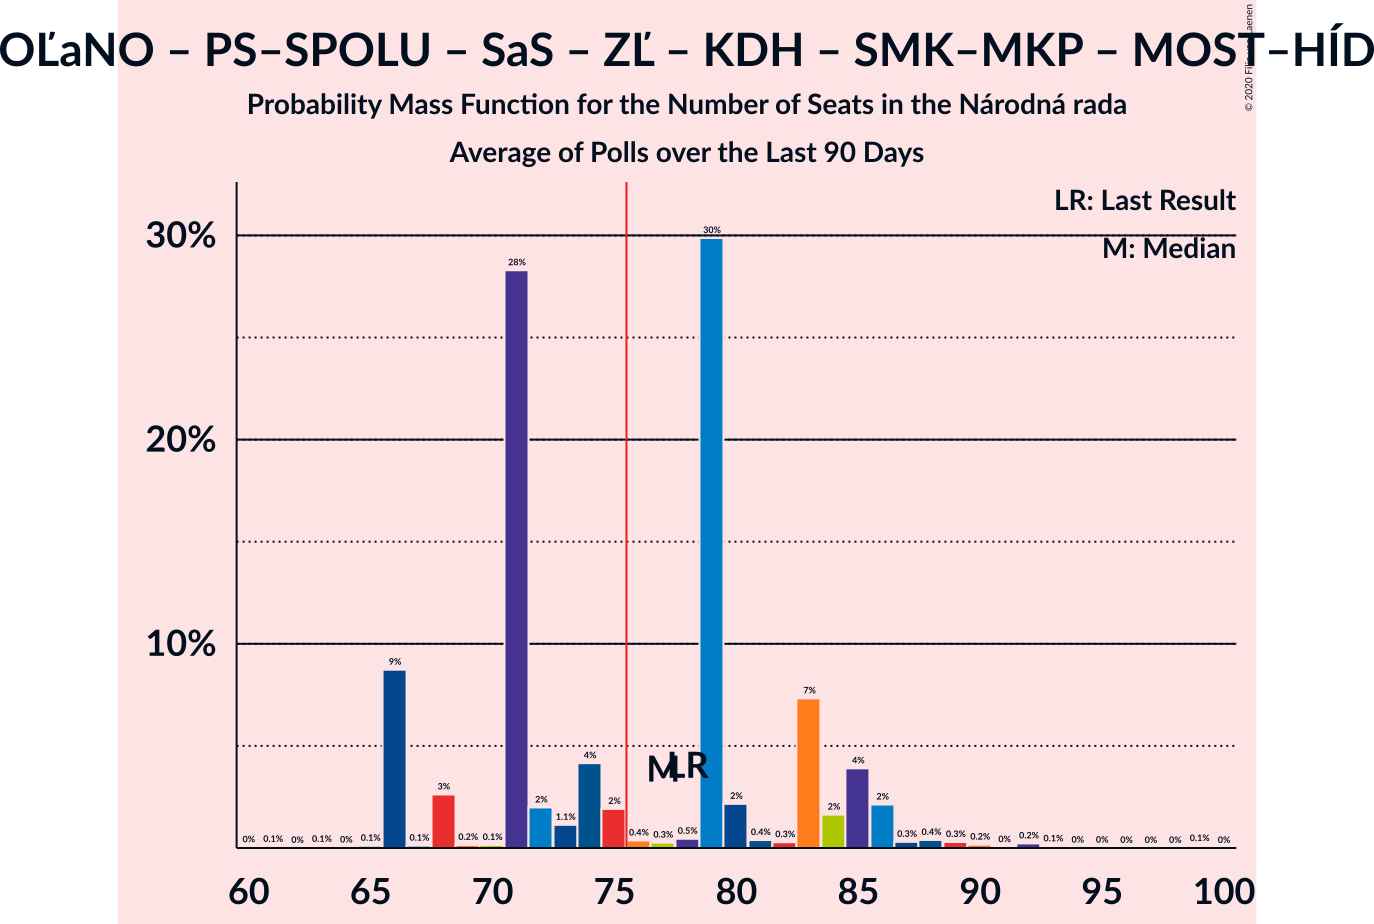 OĽaNO – PS–SPOLU – SaS – ZĽ – KDH – SMK–MKP – MOST–HÍD
Probability Mass Function for the Number of Seats in the Národná rada
Average of Polls over the Last 90 Days
© 2020
LR: Last Result
M: Median
30%
20%
10%
0% 0.1% 0% 0.1% 0% 0.1% 9% 0.1% 3% 0.2% 0.1% 28% 2% 1.1% 4% 2% 0.4% 0.3% 0.5% 30% 2% 0.4% 0.3% 7% 2% 4% 2% 0.3% 0.4% 0.3% 0.2% 0% 0.2% 0.1% 0% 0% 0% 0% 0% 0.1% 0%
M LR
60 65 70 75 80 85 90 95 100